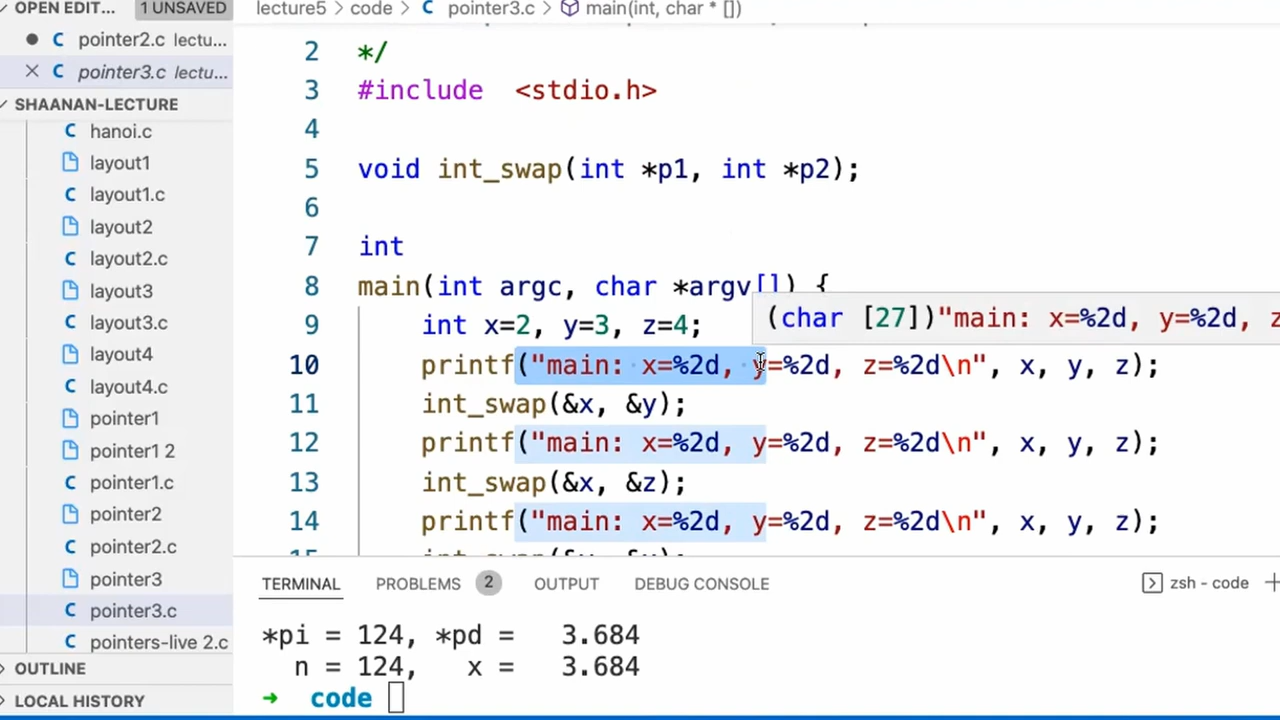 OPEN EDIT... 1 UNSAVED
pointer2.c lectu...
pointer3.c lectu...
SHAANAN-LECTURE
hanoi.c
layout1
layout1.c
layout2
layout2.c
layout3
layout3.c
layout4
layout4.c
pointer1
pointer1 2
pointer1.c
pointer2
pointer2.c
pointer3
pointer3.c
pointers-live 2.c
OUTLINE
LOCAL HISTORY
lecture5 > code > C pointer3.c > main(int, char * [])
2 */
3 #include <stdio.h>
4
5 void int_swap(int *p1, int *p2);
6
7 int
8 main(int argc, char *argv[]) {
(char [27])"main: x=%2d, y=%2d, z
9 int x=2, y=3, z=4;
10 printf("main: x=%2d, y=%2d, z=%2d\n", x, y, z);
11 int_swap(&x, &y);
12 printf("main: x=%2d, y=%2d, z=%2d\n", x, y, z);
13 int_swap(&x, &z);
14 printf("main: x=%2d, y=%2d, z=%2d\n", x, y, z);
TERMINAL PROBLEMS 2 OUTPUT DEBUG CONSOLE zsh - code
*pi = 124, *pd = 3.684
n = 124, x = 3.684
→ code